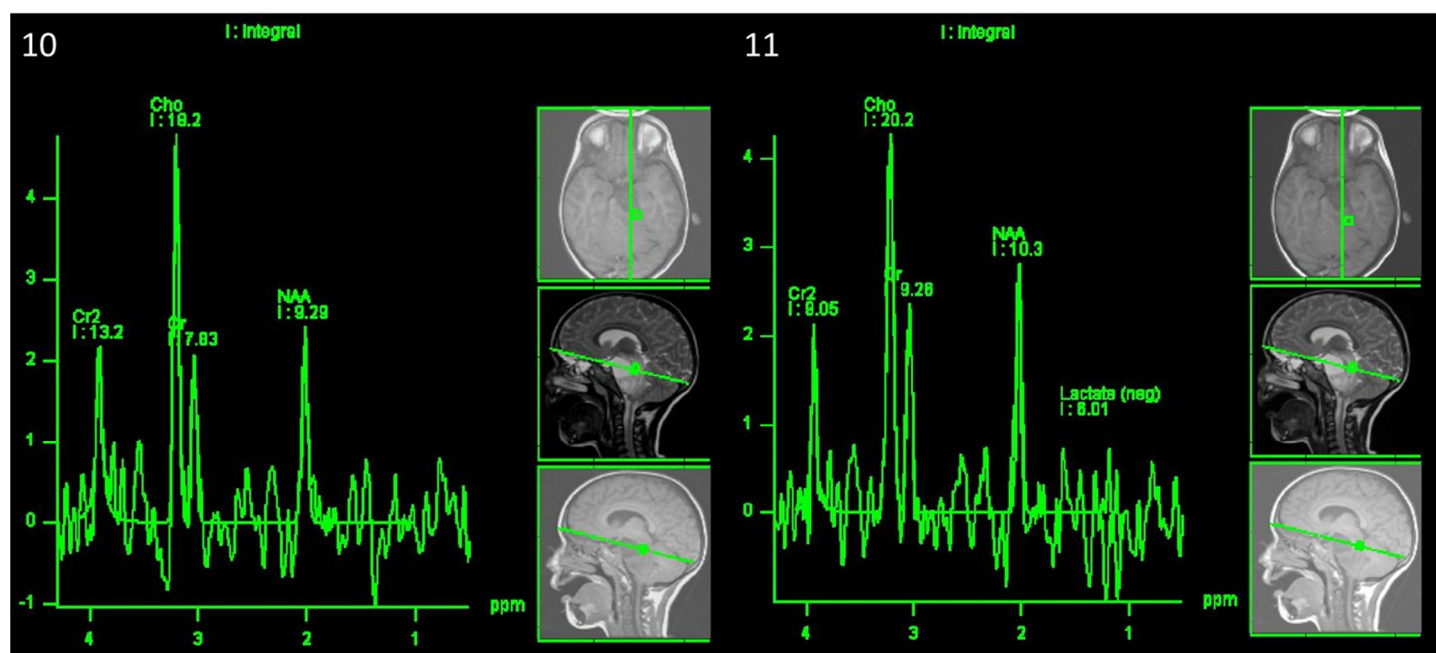 10
I : Integral
Cho
I : 18.2
4
3
NAA
I : 9.29
Cr2
I : 13.2
Cr
I : 7.83
2
1
0
-1
ppm
4
3
2
1
11
I : Integral
Cho
I : 20.2
4
3
NAA
I : 10.3
Cr
9.26
Cr2
I : 9.05
2
Lactate (neg)
I : 6.01
1
0
ppm
4
3
2
1